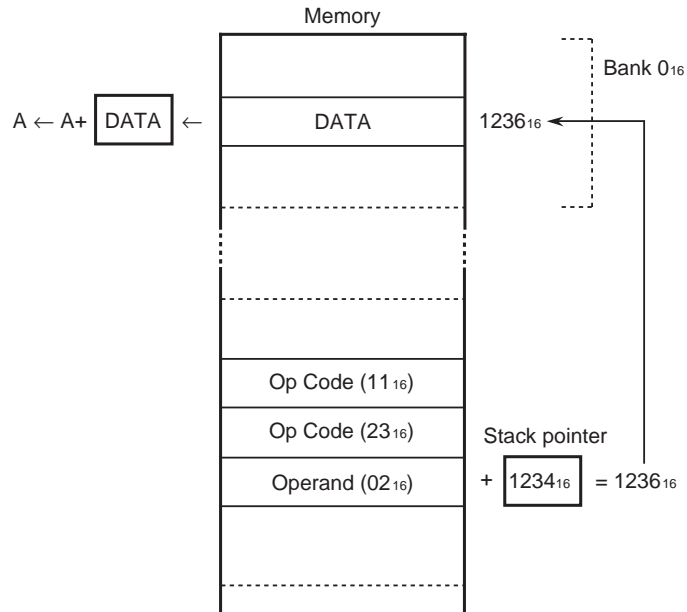 Memory
Bank 0₁₆
A ← A+ DATA ← DATA 1236₁₆
Op Code (11₁₆)
Op Code (23₁₆)
Stack pointer
Operand (02₁₆) + 1234₁₆ = 1236₁₆